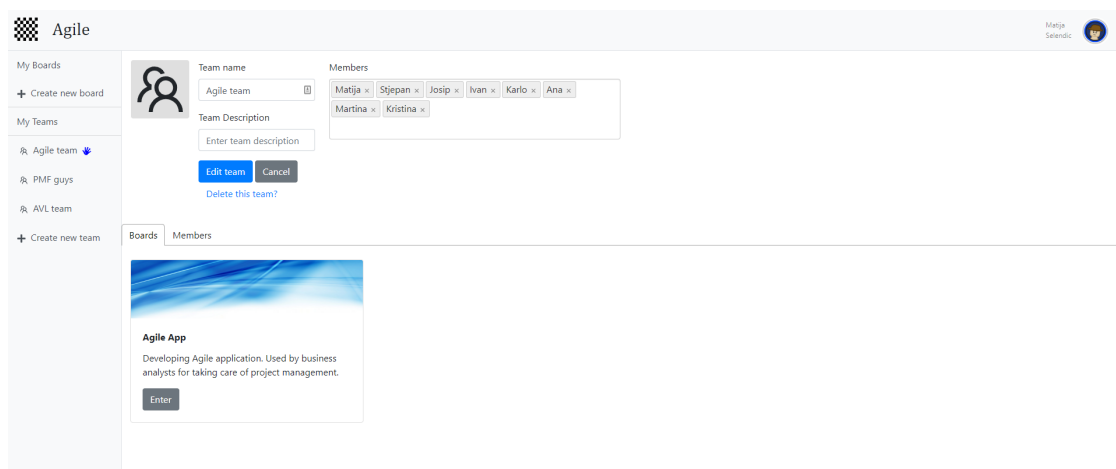 Agile
Matija
Selendic
My Boards
Create new board
My Teams
Agile team
PMF guys
AVL team
Create new team
Team name
Agile team
Team Description
Enter team description
Edit team Cancel
Delete this team?
Members
Matija × Stjepan × Josip × Ivan × Karlo × Ana ×
Martina × Kristina ×
Boards Members
Agile App
Developing Agile application. Used by business
analysts for taking care of project management.
Enter